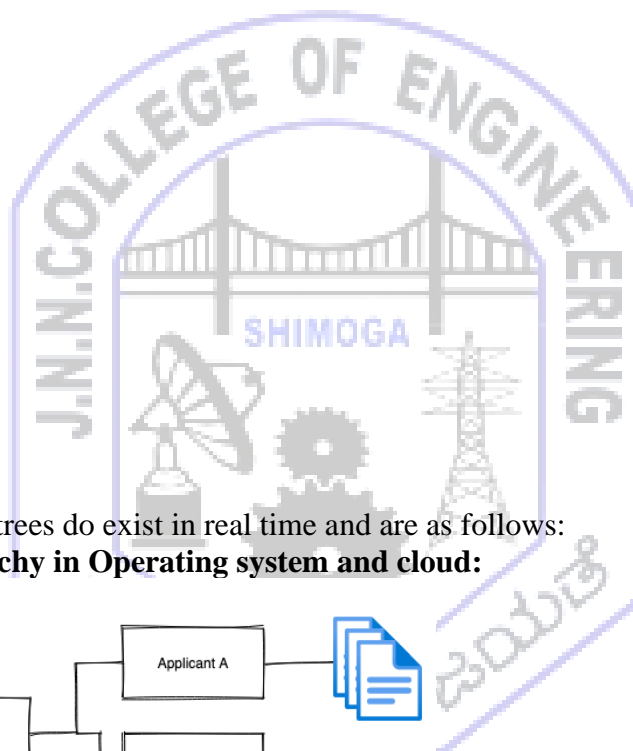 J.N.N.COLLEGE OF ENGINEERING
SHIMOGA
trees do exist in real time and are as follows:
chy in Operating system and cloud:
Applicant A